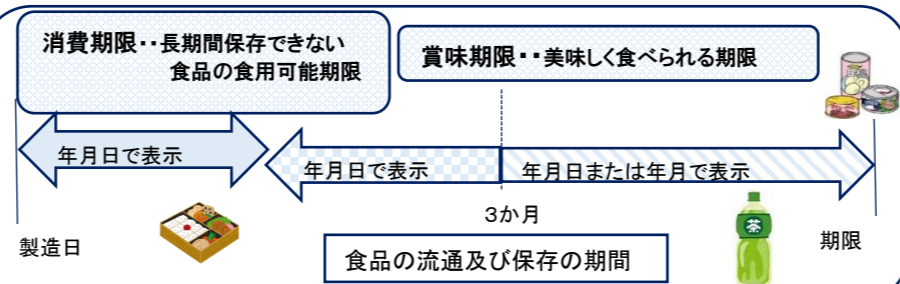 消費期限‥長期間保存できない
食品の食用可能期限
賞味期限‥美味しく食べられる期限
年月日で表示
年月日で表示
年月日または年月で表示
3か月
茶
製造日
期限
食品の流通及び保存の期間